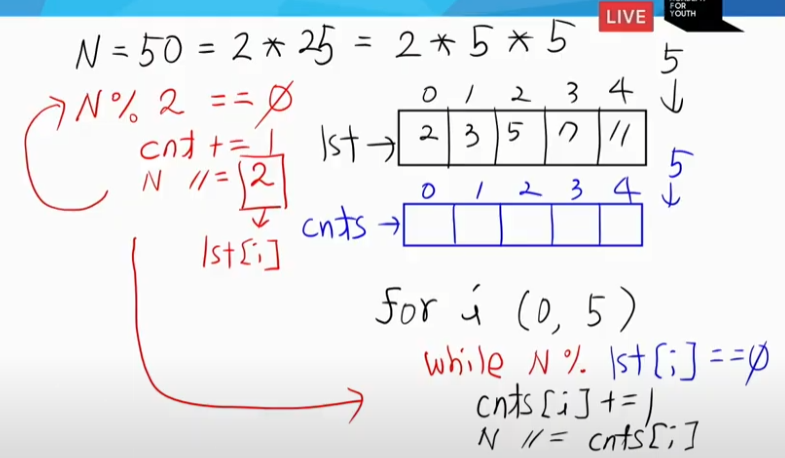 LIVE
FOR
YOUTH
N = 50 = 2 * 25 = 2 * 5 * 5
5
N % 2 == 0
cnt += 1
N //= 2
lst[i]
0 1 2 3 4
lst → 2 3 5 7 11
5
0 1 2 3 4
cnts →
for i (0, 5)
while N % lst[i] == 0
cnts[i] += 1
N //= cnts[i]